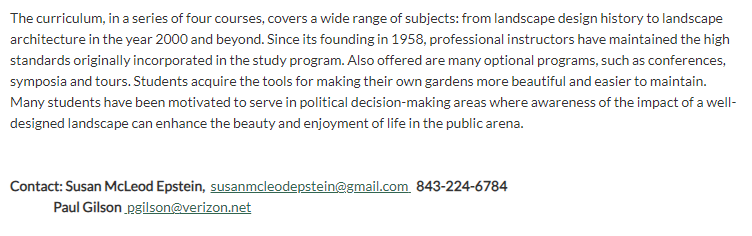 The curriculum, in a series of four courses, covers a wide range of subjects: from landscape design history to landscape
architecture in the year 2000 and beyond. Since its founding in 1958, professional instructors have maintained the high
standards originally incorporated in the study program. Also offered are many optional programs, such as conferences,
symposia and tours. Students acquire the tools for making their own gardens more beautiful and easier to maintain.
Many students have been motivated to serve in political decision-making areas where awareness of the impact of a well-
designed landscape can enhance the beauty and enjoyment of life in the public arena.
Contact: Susan McLeod Epstein, susanmcleodepstein@gmail.com 843-224-6784
Paul Gilson pgilson@verizon.net